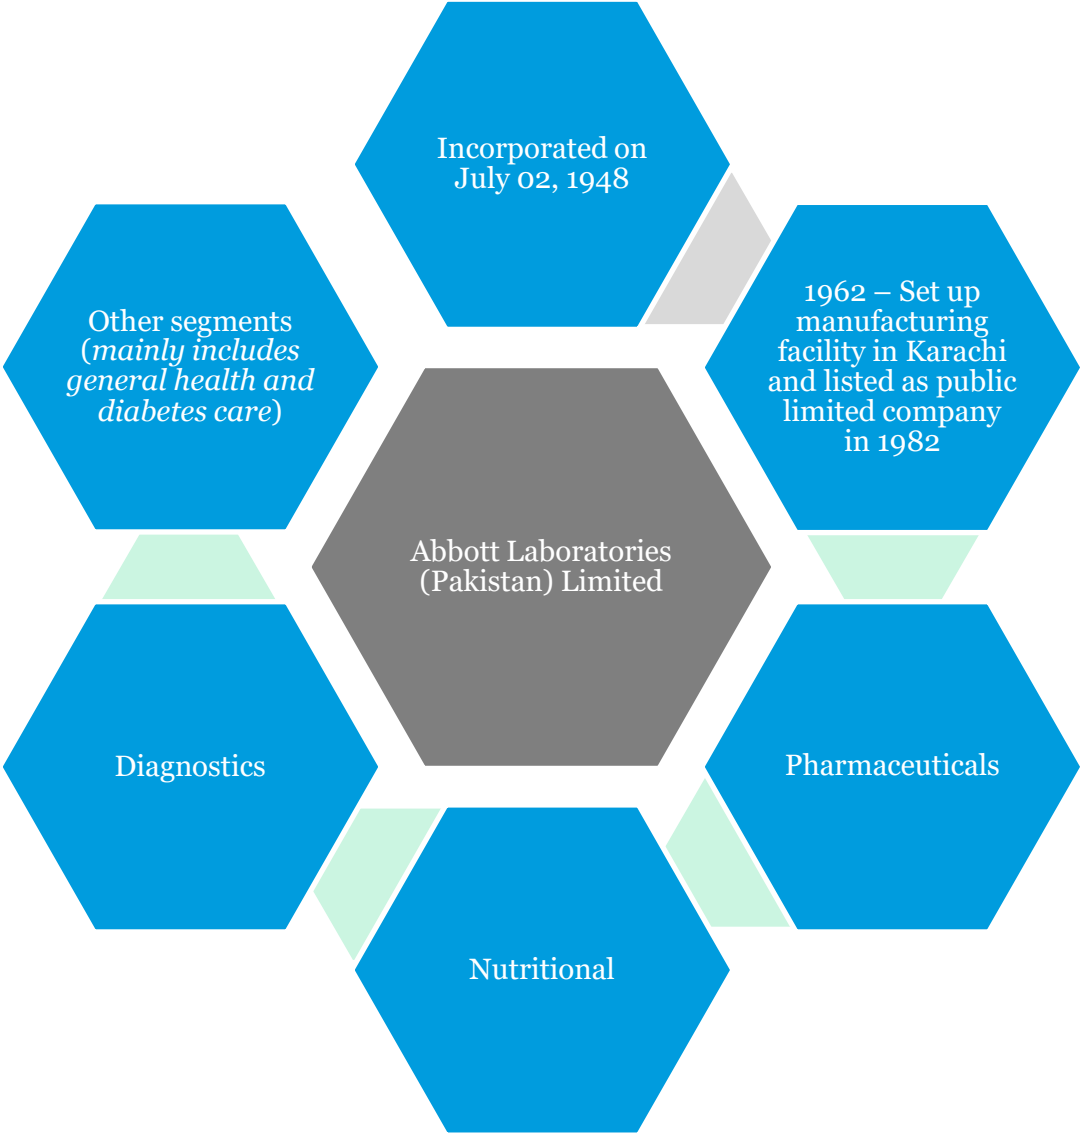 Incorporated on
July 02, 1948
1962 – Set up
manufacturing
facility in Karachi
and listed as public
limited company
in 1982
Pharmaceuticals
Nutritional
Diagnostics
Other segments
(mainly includes
general health and
diabetes care)
Abbott Laboratories
(Pakistan) Limited